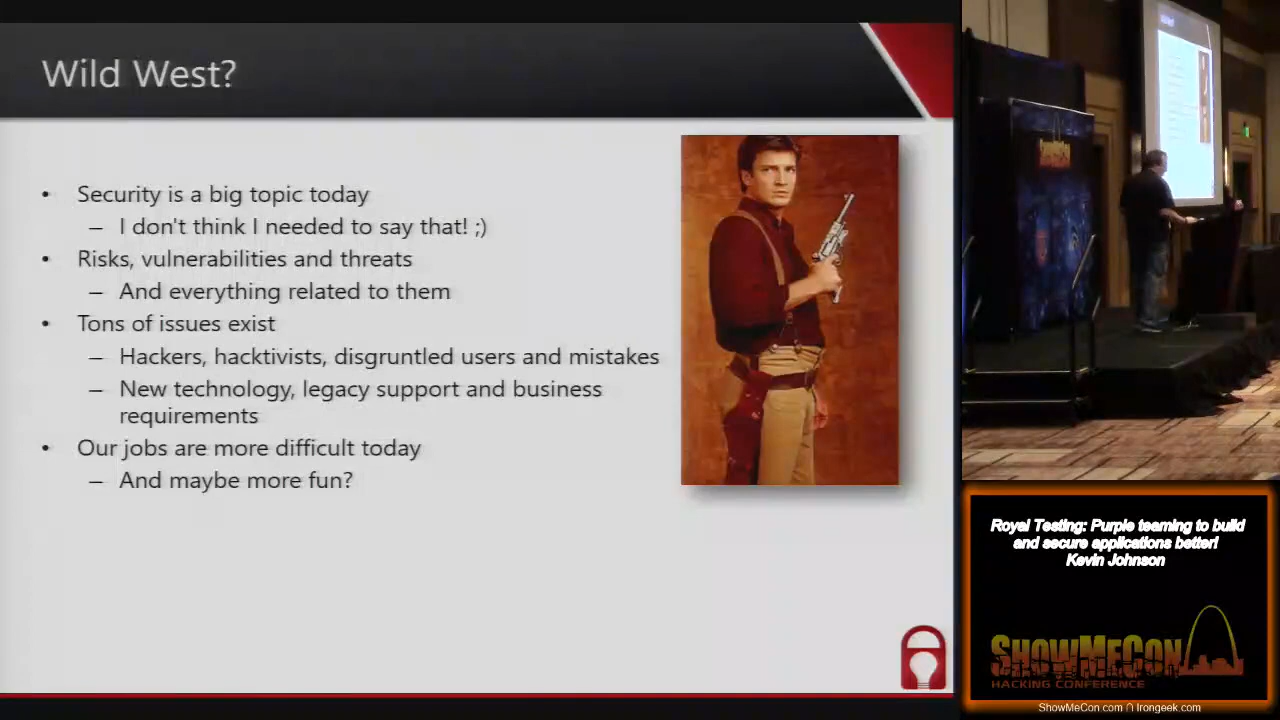 Wild West?
• Security is a big topic today
– I don't think I needed to say that! ;)
• Risks, vulnerabilities and threats
– And everything related to them
• Tons of issues exist
– Hackers, hacktivists, disgruntled users and mistakes
– New technology, legacy support and business
requirements
• Our jobs are more difficult today
– And maybe more fun?
SHOWMECON
Royal Testing: Purple teaming to build
and secure applications better!
Kevin Johnson
SHOWMECON
HACKING CONFERENCE
ShowMeCon.com ∩ Irongeek.com